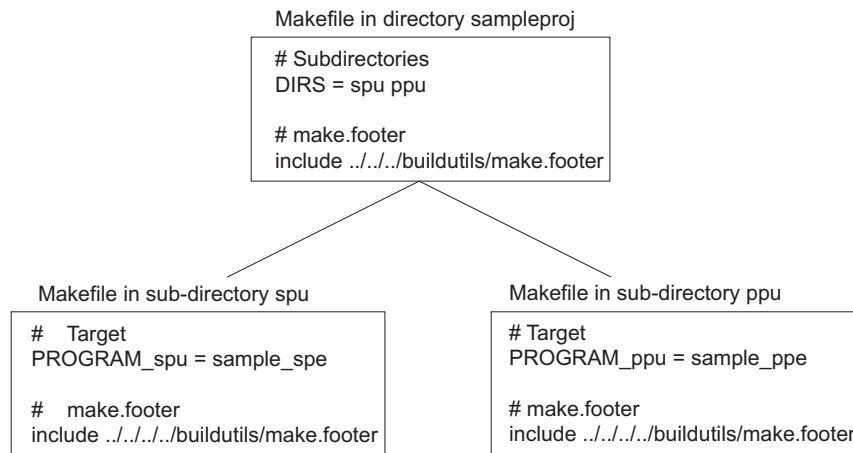 Makefile in directory sampleproj
# Subdirectories
DIRS = spu ppu
# make.footer
include ../../../buildutils/make.footer
Makefile in sub-directory spu
# Target
PROGRAM_spu = sample_spe
# make.footer
include ../../../../buildutils/make.footer
Makefile in sub-directory ppu
# Target
PROGRAM_ppu = sample_ppe
# make.footer
include ../../../../buildutils/make.footer